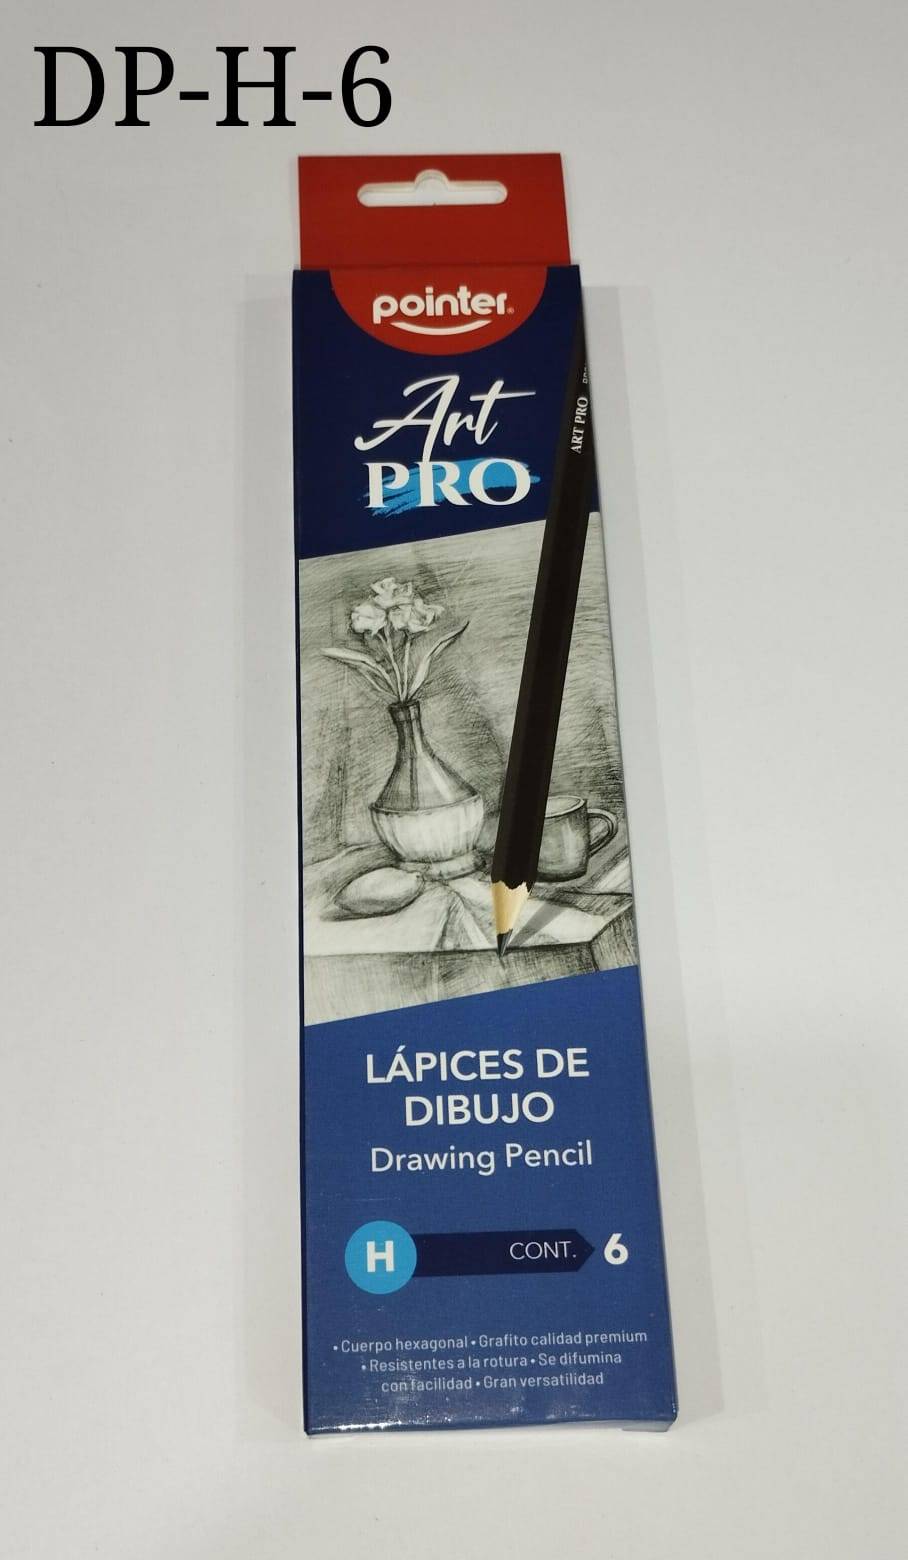 DP-H-6
pointer®
Art
PRO
ART PRO
LÁPICES DE
DIBUJO
Drawing Pencil
H CONT. 6
• Cuerpo hexagonal • Grafito calidad premium
• Resistentes a la rotura • Se difumina
con facilidad • Gran versatilidad